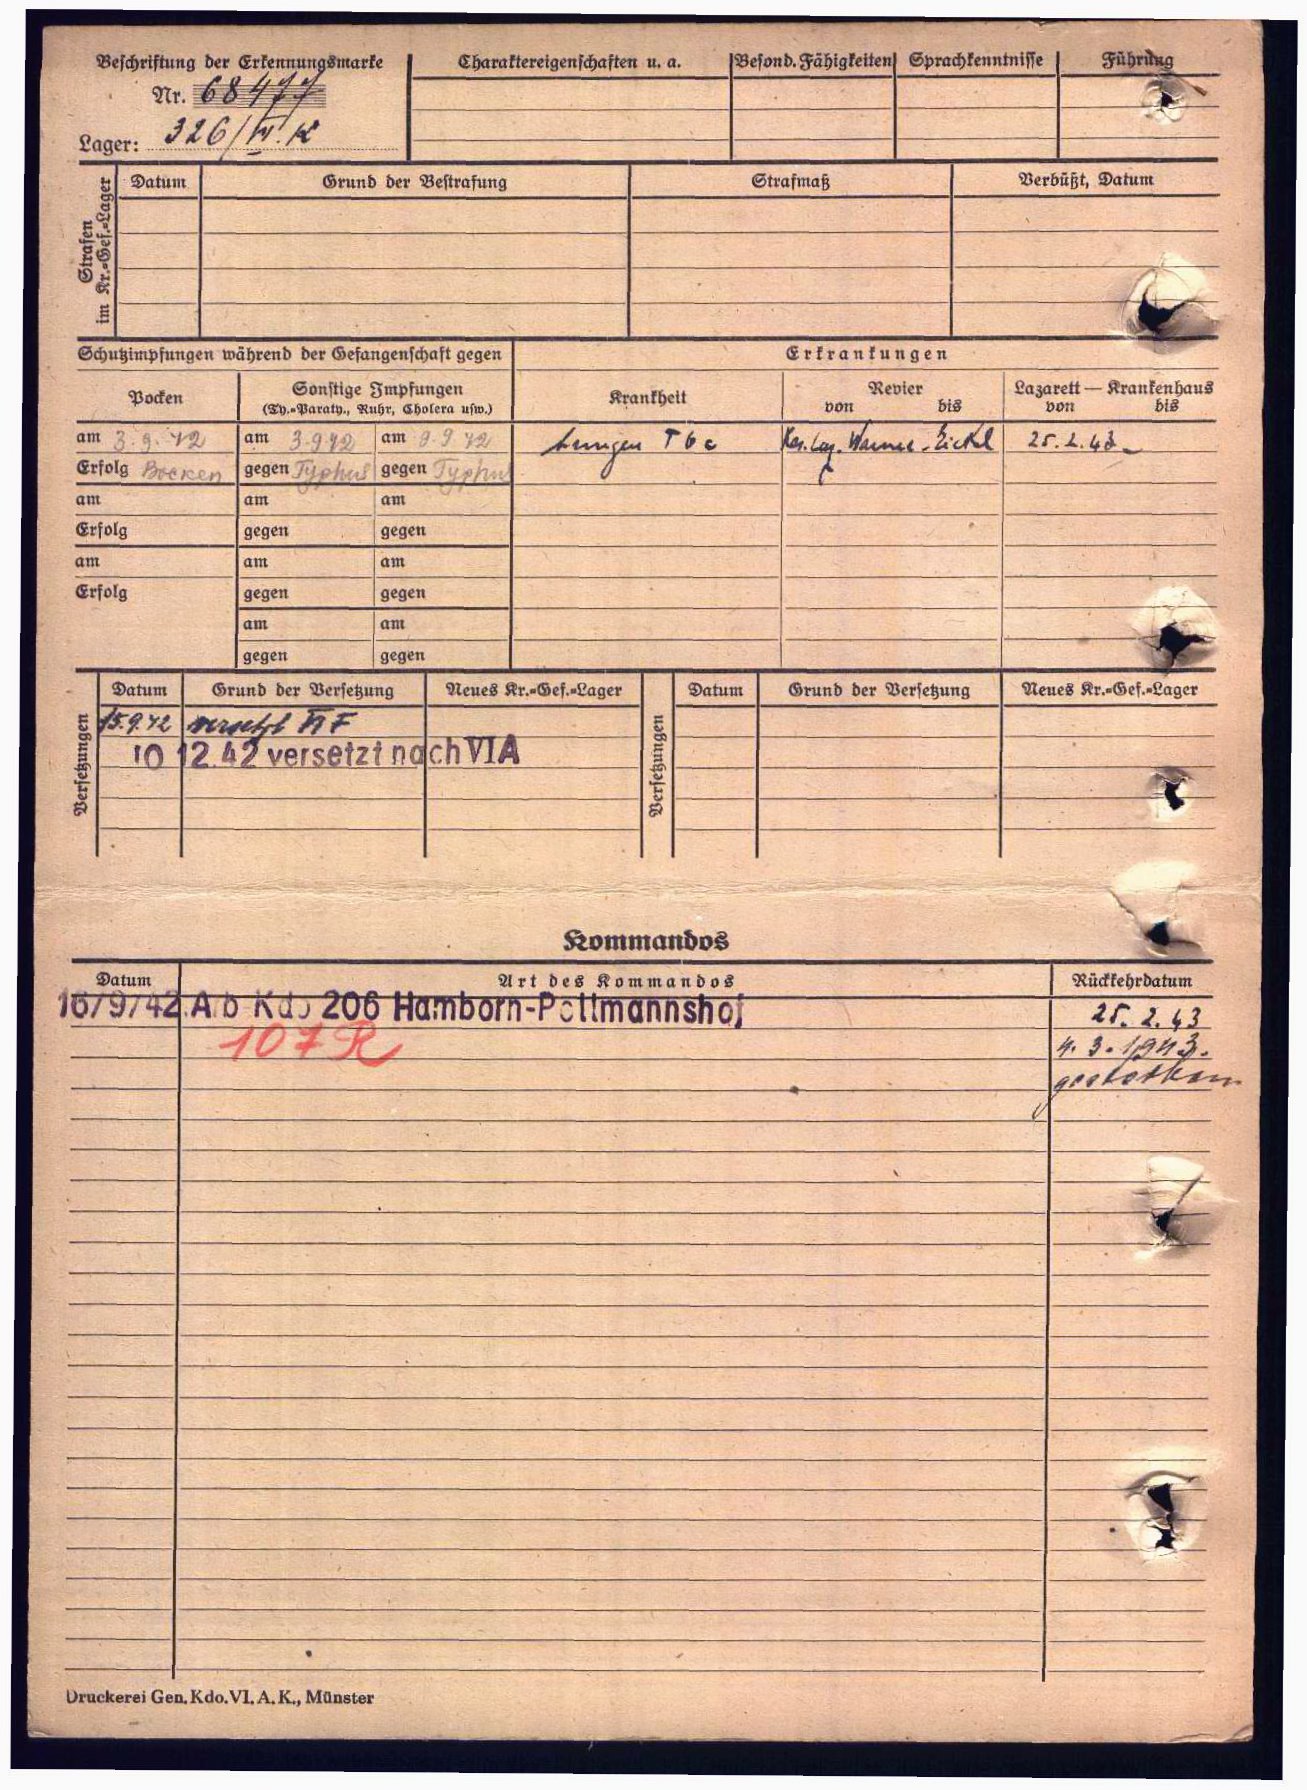 Beschriftung der Erkennungsmarke
Nr. 68477
Lager: 326/VI K
Charaktereigenschaften u. a.
Besond. Fähigkeiten
Sprachkenntnisse
Führung
Strafen
im Kr.=Gef.=Lager
Datum
Grund der Bestrafung
Strafmaß
Verbüßt, Datum
Schutzimpfungen während der Gefangenschaft gegen
Erkrankungen
Pocken
Sonstige Impfungen
(Ty.=Paraty., Ruhr, Cholera usw.)
Krankheit
Revier
von bis
Lazarett — Krankenhaus
von bis
am 3.9.42 am 3.9.42 am 9.9.42 Lungen Tbc Res. Laz. Wanne-Eickel 25.2.43
Erfolg Bocken gegen Typhus gegen Typhus
am am am
Erfolg gegen gegen
am am am
Erfolg gegen gegen
am am
gegen gegen
Versetzungen
Datum Grund der Versetzung Neues Kr.=Gef.=Lager
15.9.42 versetzt VI F
10 12.42 versetzt nach VI A
Versetzungen
Datum Grund der Versetzung Neues Kr.=Gef.=Lager
Kommandos
Datum Art des Kommandos Rückkehrdatum
16/9/42 Arb Kdo 206 Hamborn-Pollmannshof 25.2.43
107 R 4.3.1943.
gestorben
Druckerei Gen. Kdo. VI. A. K., Münster